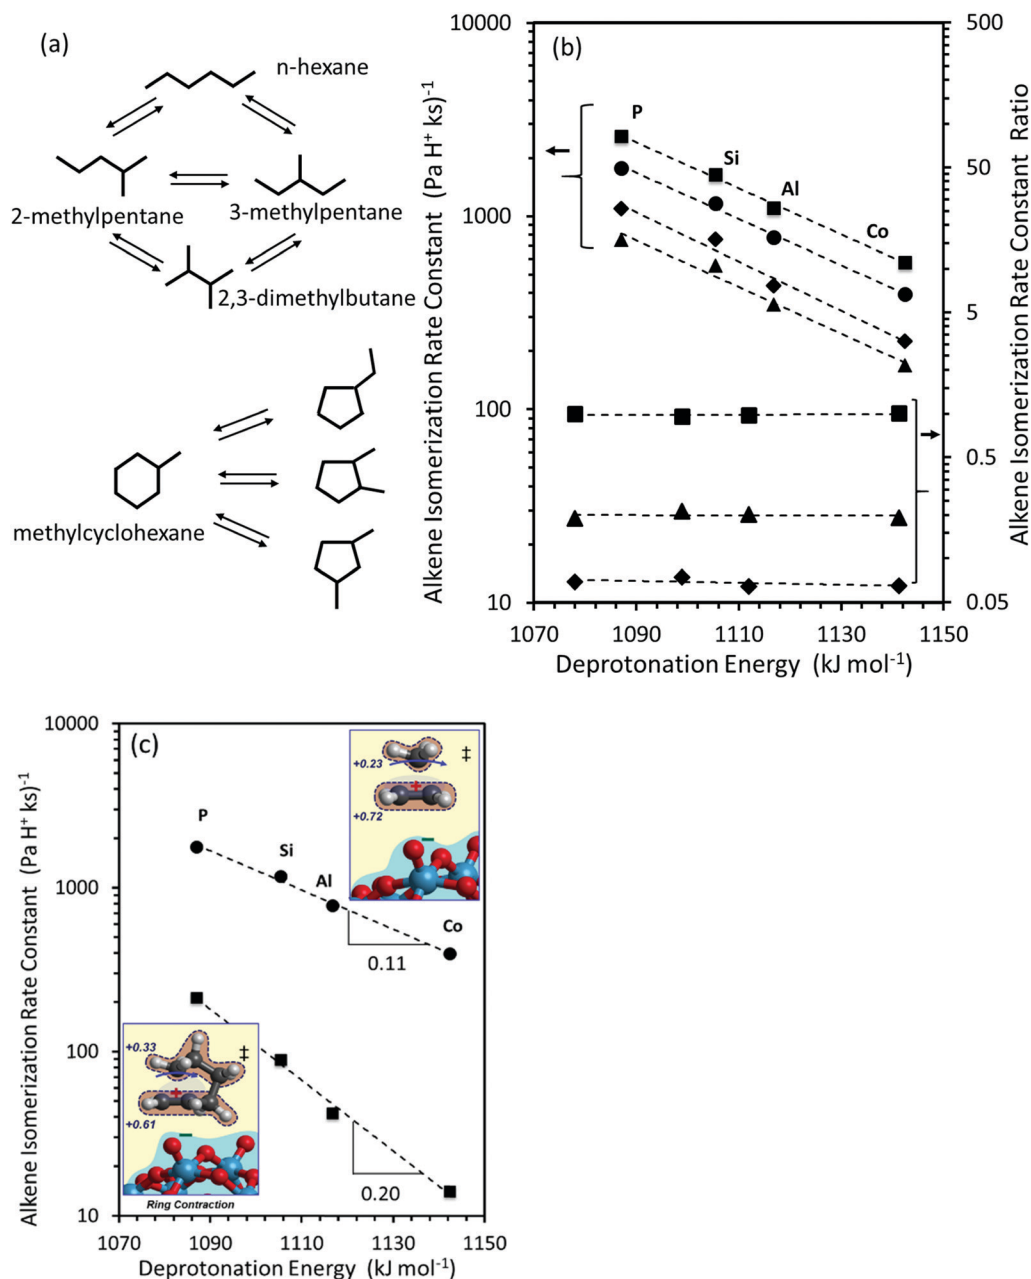 (a)
n-hexane
2-methylpentane
3-methylpentane
2,3-dimethylbutane
methylcyclohexane
(b)
Alkene Isomerization Rate Constant (Pa H⁺ ks)⁻¹
10000
1000
100
10
P
Si
Al
Co
500
50
5
0.5
0.05
Alkene Isomerization Rate Constant Ratio
1070
1090
1110
1130
1150
Deprotonation Energy (kJ mol⁻¹)
(c)
Alkene Isomerization Rate Constant (Pa H⁺ ks)⁻¹
10000
1000
100
10
P
Si
Al
Co
+0.23
‡
+
+0.72
−
0.11
+0.33
‡
+
+0.61
−
Ring Contraction
0.20
1070
1090
1110
1130
1150
Deprotonation Energy (kJ mol⁻¹)